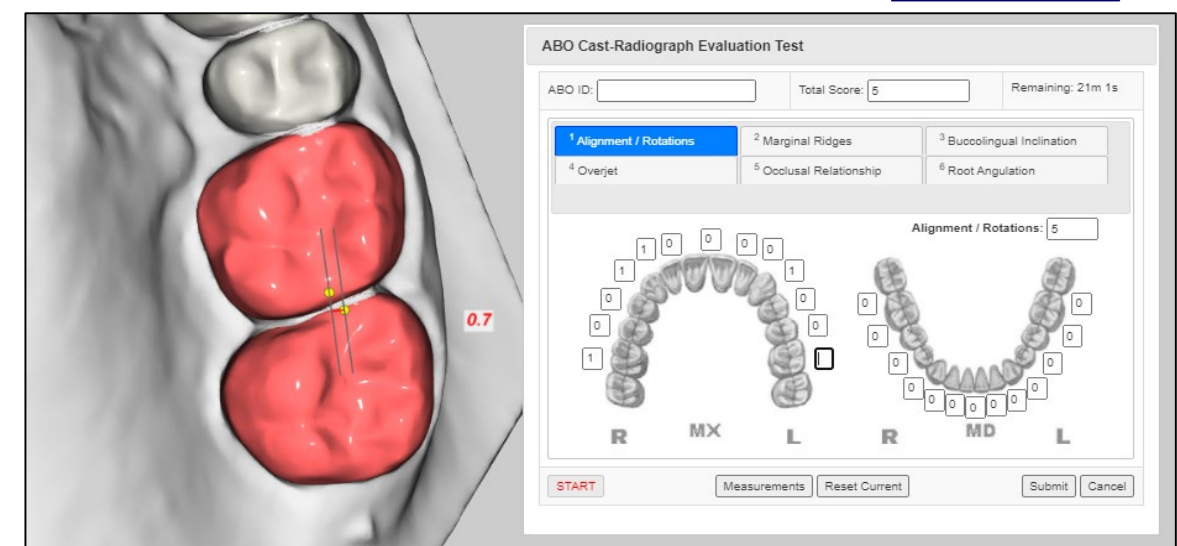 ABO Cast-Radiograph Evaluation Test
ABO ID: Total Score: 5 Remaining: 21m 1s
1 Alignment / Rotations 2 Marginal Ridges 3 Buccolingual Inclination
4 Overjet 5 Occlusal Relationship 6 Root Angulation
Alignment / Rotations: 5
1 0 0 0 0
1 1
0 0 0 0
0 0 0 0
1 0 0
0 0
0 0 0 0 0
R MX L R MD L
0.7
START Measurements Reset Current Submit Cancel